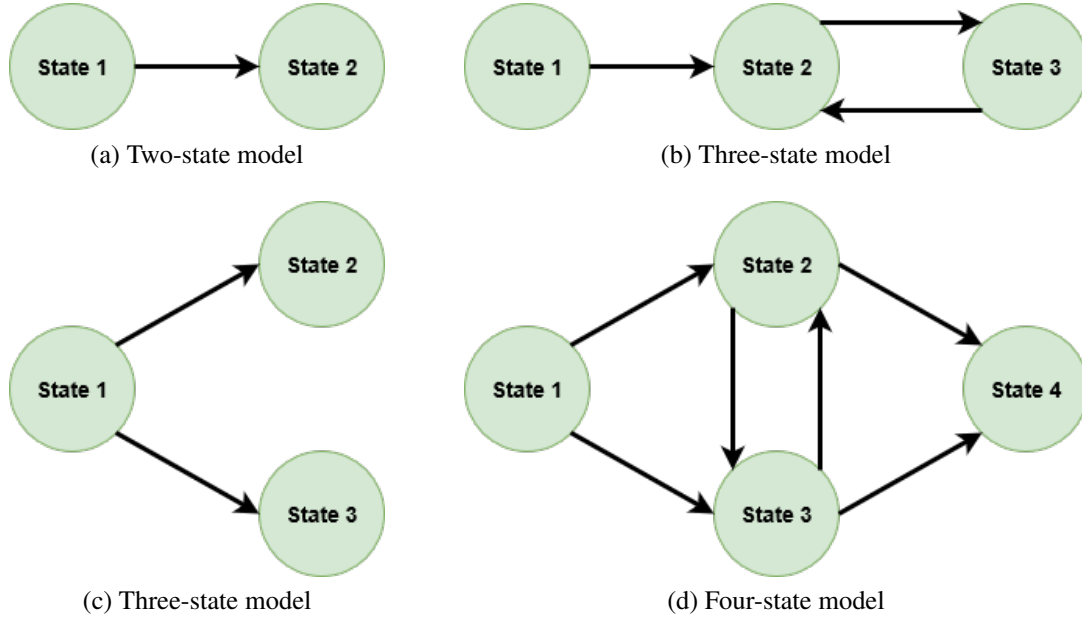 State 1
State 2
(a) Two-state model
State 1
State 2
State 3
(b) Three-state model
State 1
State 2
State 3
(c) Three-state model
State 1
State 2
State 3
State 4
(d) Four-state model